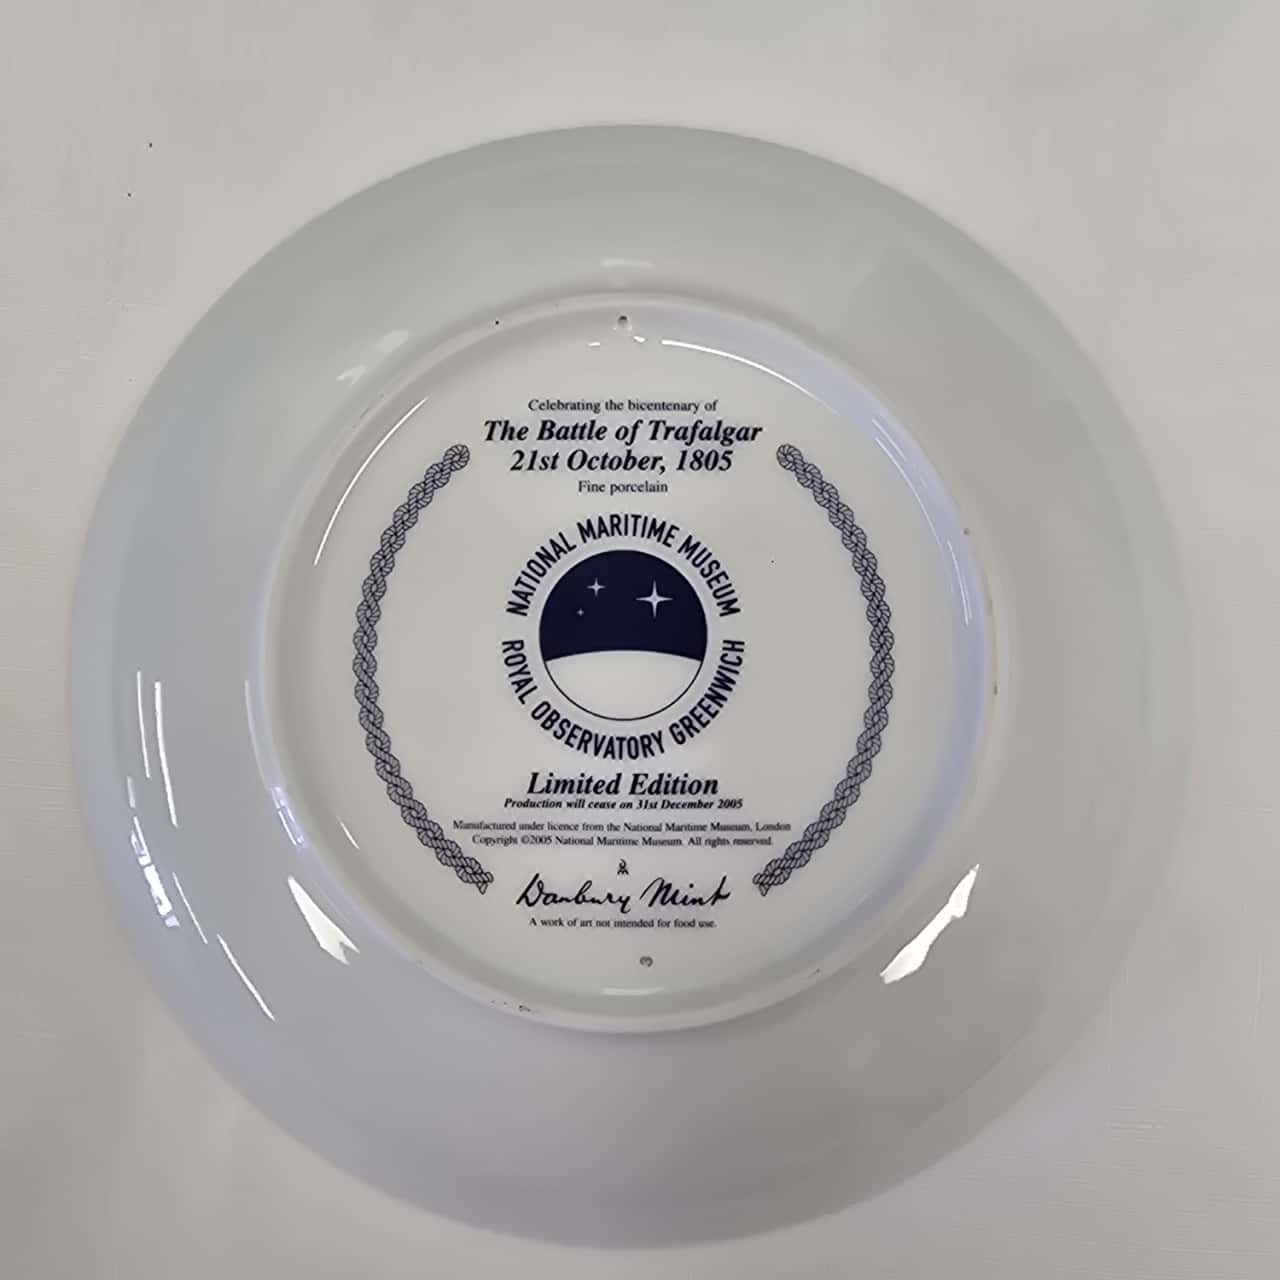 Celebrating the bicentenary of
The Battle of Trafalgar
21st October, 1805
Fine porcelain
NATIONAL MARITIME MUSEUM
ROYAL OBSERVATORY GREENWICH
Limited Edition
Production will cease on 31st December 2005
Manufactured under licence from the National Maritime Museum, London
Copyright ©2005 National Maritime Museum. All rights reserved.
Danbury Mint
A work of art not intended for food use.